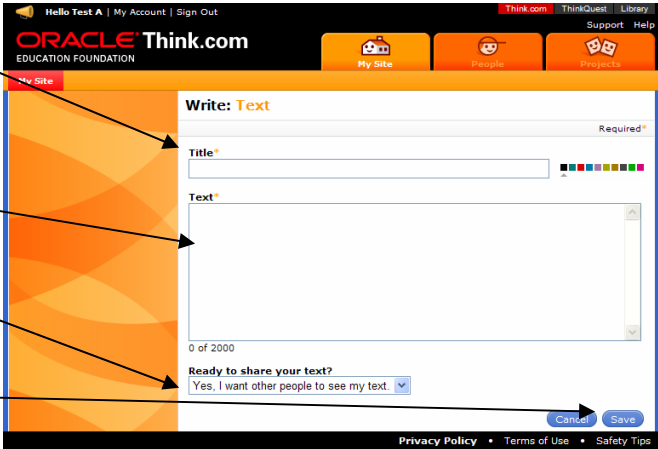 Hello Test A | My Account | Sign Out
Think.com ThinkQuest Library
Support Help
ORACLE Think.com
EDUCATION FOUNDATION
My Site People Projects
My Site
Write: Text
Required*
Title*
Text*
0 of 2000
Ready to share your text?
Yes, I want other people to see my text.
Cancel Save
Privacy Policy • Terms of Use • Safety Tips